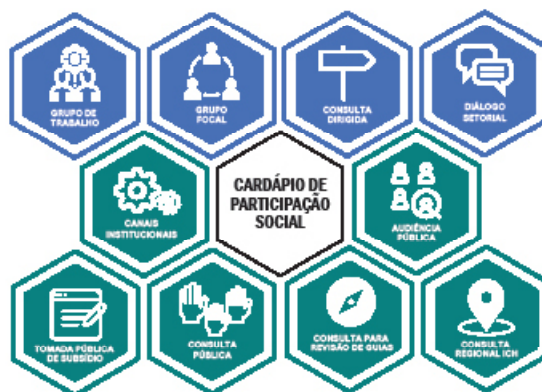 GRUPO DE
TRABALHO
GRUPO
FOCAL
CONSULTA
DIRIGIDA
DIÁLOGO
SETORIAL
CANAIS
INSTITUCIONAIS
CARDÁPIO DE
PARTICIPAÇÃO
SOCIAL
AUDIÊNCIA
PÚBLICA
TOMADA PÚBLICA
DE SUBSÍDIO
CONSULTA
PÚBLICA
CONSULTA PARA
REVISÃO DE GUIAS
CONSULTA
REGIONAL ICH